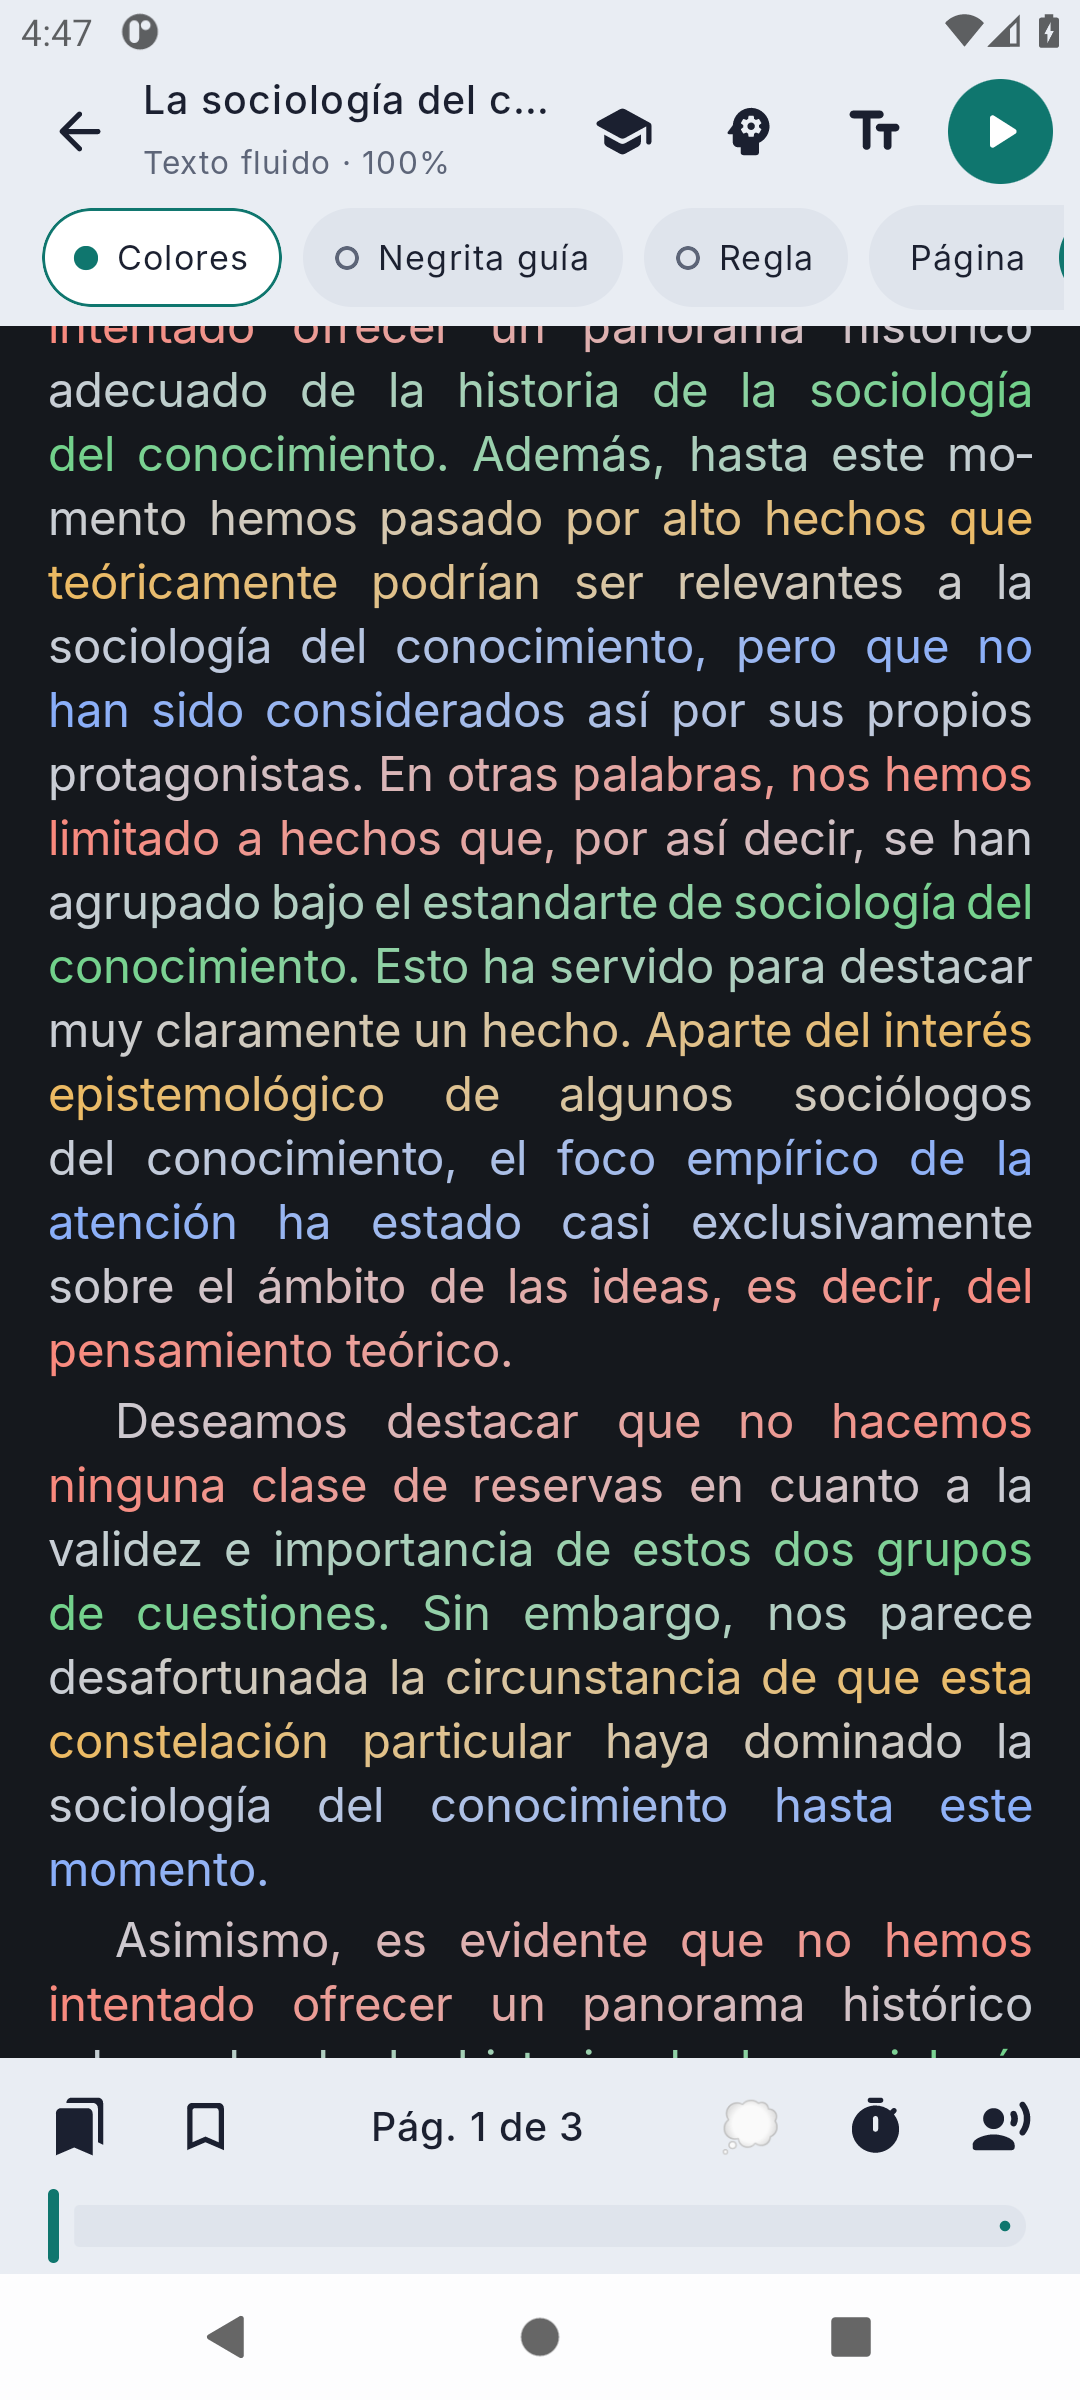 4:47
La sociología del c...
Texto fluido · 100%
Colores
Negrita guía
Regla
Página
intentado ofrecer un panorama histórico
adecuado de la historia de la sociología
del conocimiento. Además, hasta este mo-
mento hemos pasado por alto hechos que
teóricamente podrían ser relevantes a la
sociología del conocimiento, pero que no
han sido considerados así por sus propios
protagonistas. En otras palabras, nos hemos
limitado a hechos que, por así decir, se han
agrupado bajo el estandarte de sociología del
conocimiento. Esto ha servido para destacar
muy claramente un hecho. Aparte del interés
epistemológico de algunos sociólogos
del conocimiento, el foco empírico de la
atención ha estado casi exclusivamente
sobre el ámbito de las ideas, es decir, del
pensamiento teórico.
Deseamos destacar que no hacemos
ninguna clase de reservas en cuanto a la
validez e importancia de estos dos grupos
de cuestiones. Sin embargo, nos parece
desafortunada la circunstancia de que esta
constelación particular haya dominado la
sociología del conocimiento hasta este
momento.
Asimismo, es evidente que no hemos
intentado ofrecer un panorama histórico
Pág. 1 de 3